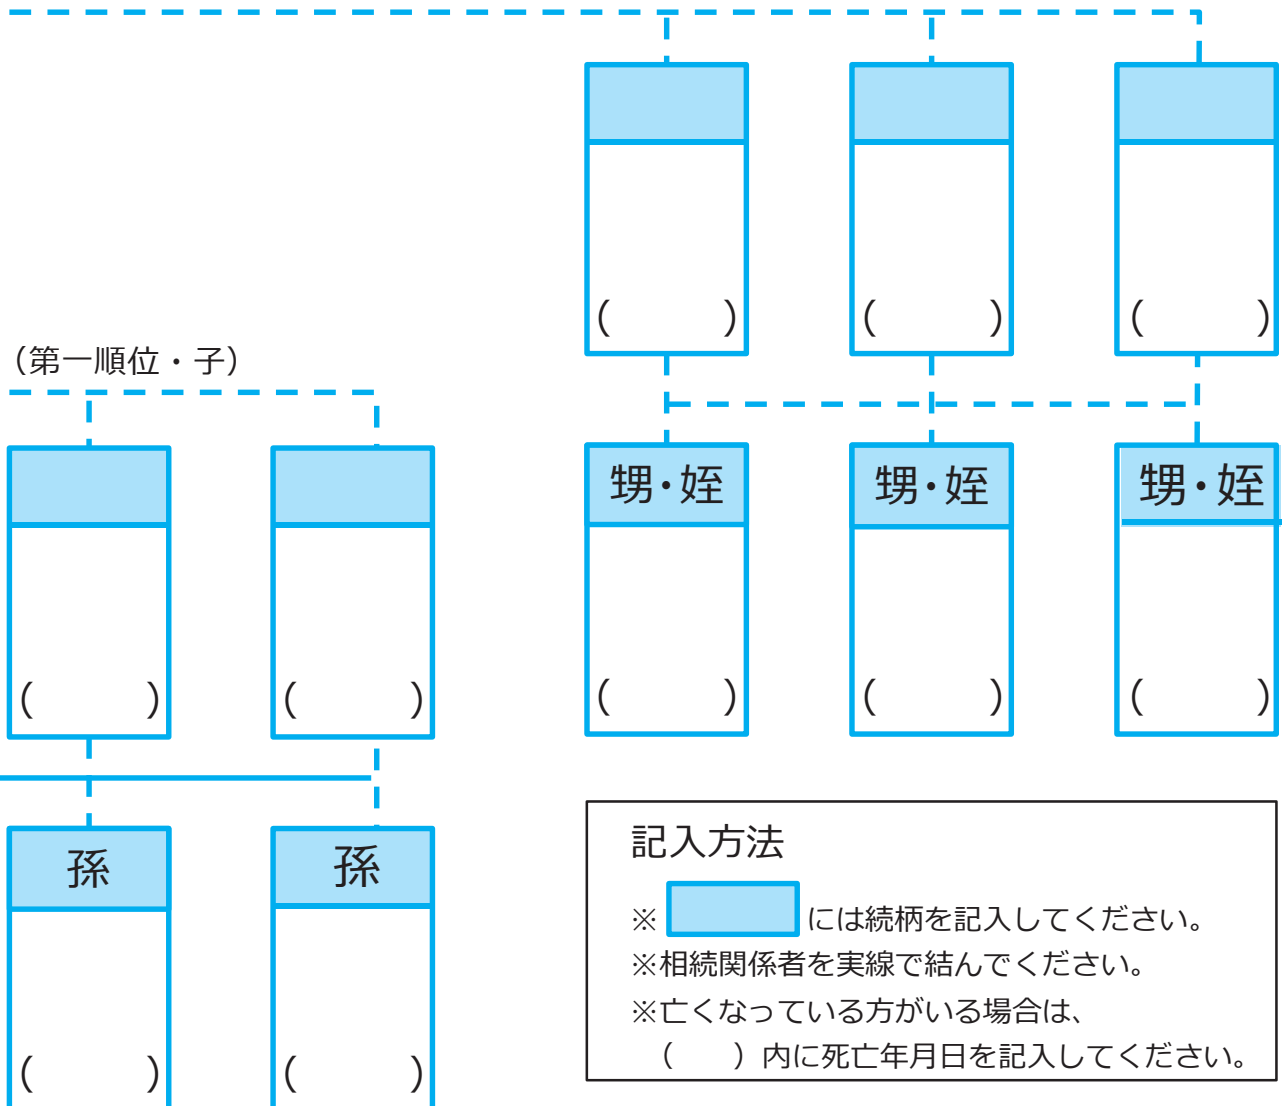 (　　)
(　　)
(　　)
（第一順位・子）
甥・姪
甥・姪
甥・姪
(　　)
(　　)
(　　)
(　　)
(　　)
孫
孫
(　　)
(　　)
記入方法
※　　には続柄を記入してください。
※相続関係者を実線で結んでください。
※亡くなっている方がいる場合は、
（　　）内に死亡年月日を記入してください。